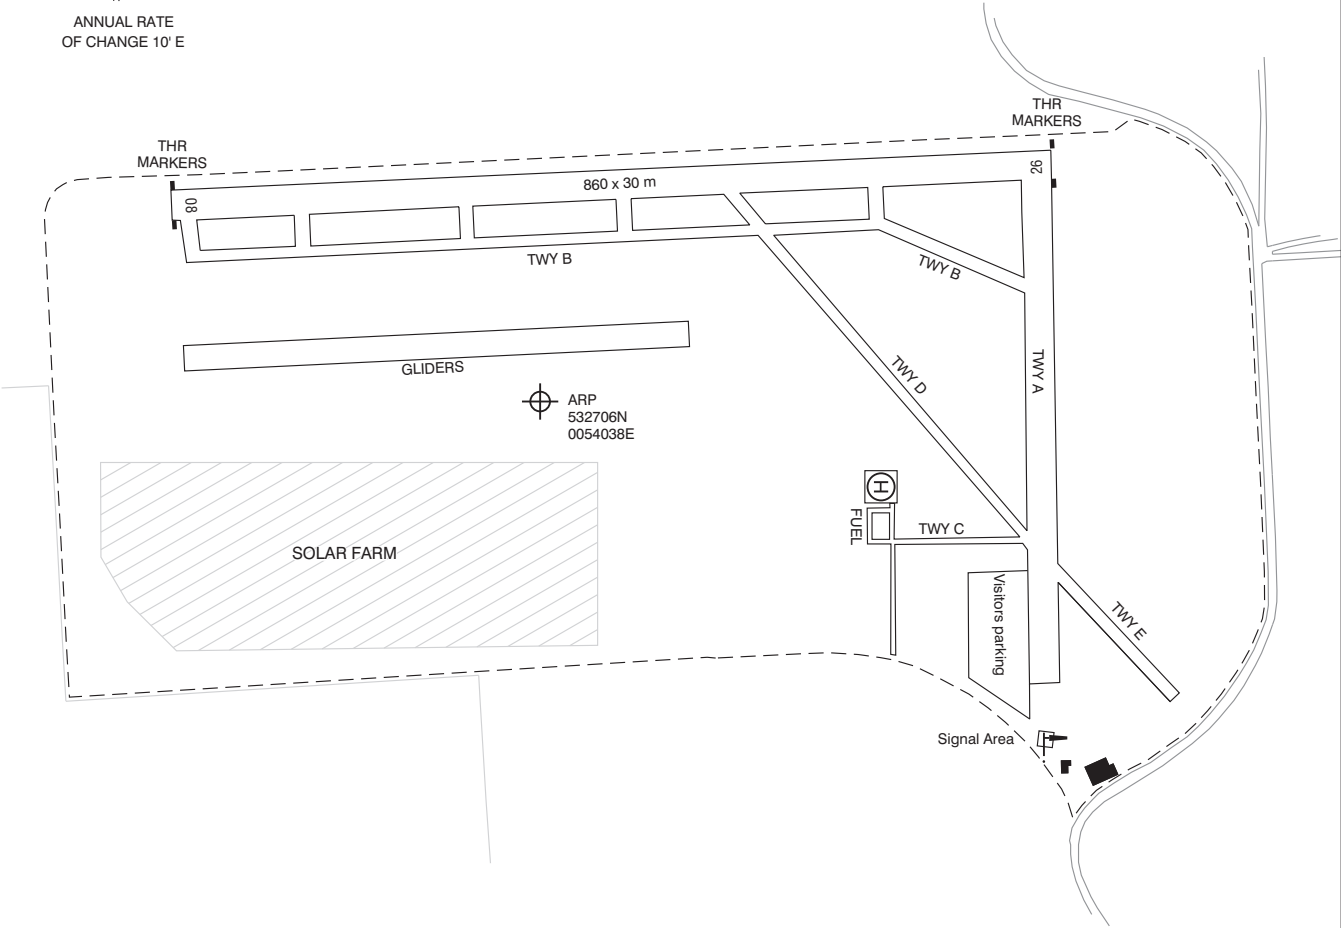 ANNUAL RATE
OF CHANGE 10' E
THR
MARKERS
THR
MARKERS
08
860 x 30 m
26
TWY B
TWY B
GLIDERS
TWY D
TWY A
ARP
532706N
0054038E
H
FUEL
TWY C
SOLAR FARM
Visitors parking
TWY E
Signal Area